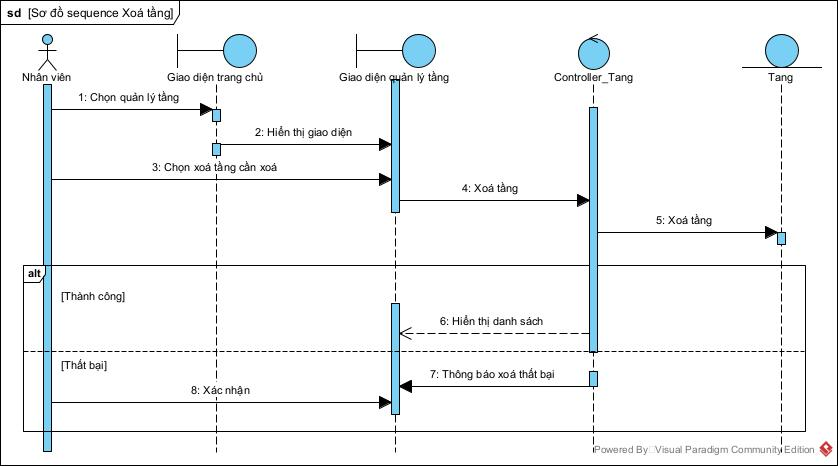 sd [Sơ đồ sequence Xoá tầng]
Nhân viên
Giao diện trang chủ
Giao diện quản lý tầng
Controller_Tang
Tang
1: Chọn quản lý tầng
2: Hiển thị giao diện
3: Chọn xoá tầng cần xoá
4: Xoá tầng
5: Xoá tầng
alt
[Thành công]
6: Hiển thị danh sách
[Thất bại]
7: Thông báo xoá thất bại
8: Xác nhận
Powered By Visual Paradigm Community Edition